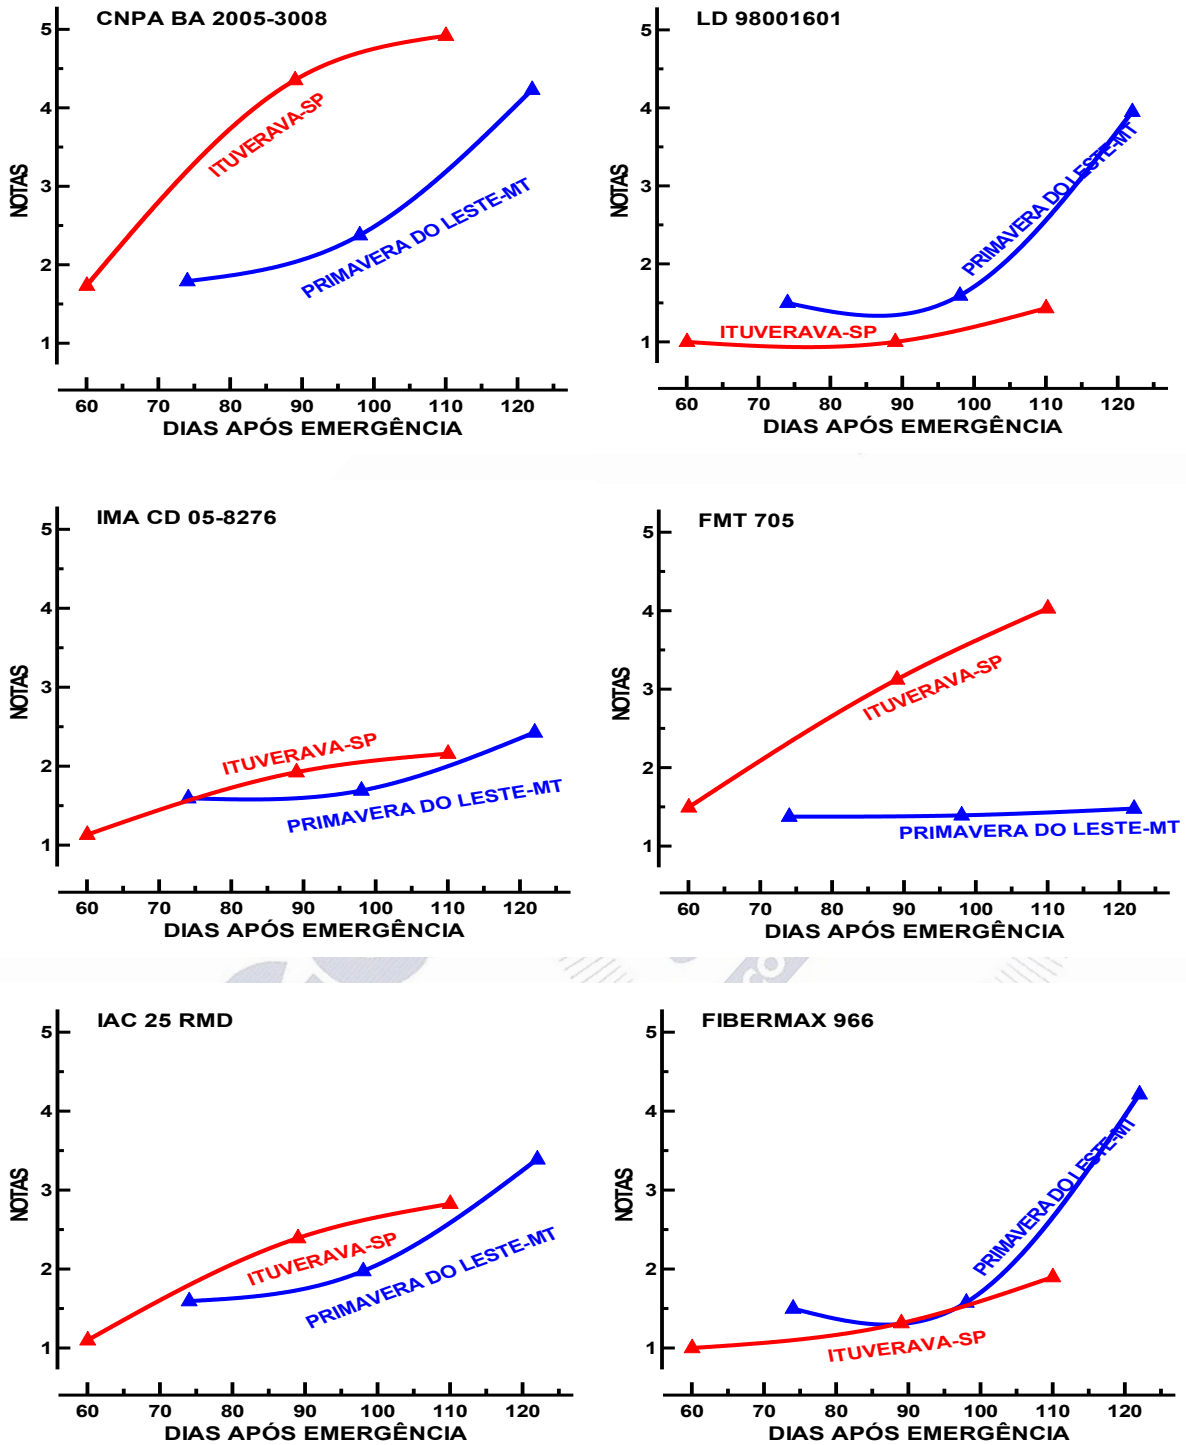 CNPA BA 2005-3008
5
4
3
2
1
NOTAS
ITUVERAVA-SP
PRIMAVERA DO LESTE-MT
60 70 80 90 100 110 120
DIAS APÓS EMERGÊNCIA
LD 98001601
5
4
3
2
1
NOTAS
PRIMAVERA DO LESTE-MT
ITUVERAVA-SP
60 70 80 90 100 110 120
DIAS APÓS EMERGÊNCIA
IMA CD 05-8276
5
4
3
2
1
NOTAS
ITUVERAVA-SP
PRIMAVERA DO LESTE-MT
60 70 80 90 100 110 120
DIAS APÓS EMERGÊNCIA
FMT 705
5
4
3
2
1
NOTAS
ITUVERAVA-SP
PRIMAVERA DO LESTE-MT
60 70 80 90 100 110 120
DIAS APÓS EMERGÊNCIA
IAC 25 RMD
5
4
3
2
1
NOTAS
ITUVERAVA-SP
PRIMAVERA DO LESTE-MT
60 70 80 90 100 110 120
DIAS APÓS EMERGÊNCIA
FIBERMAX 966
5
4
3
2
1
NOTAS
PRIMAVERA DO LESTE-MT
ITUVERAVA-SP
60 70 80 90 100 110 120
DIAS APÓS EMERGÊNCIA